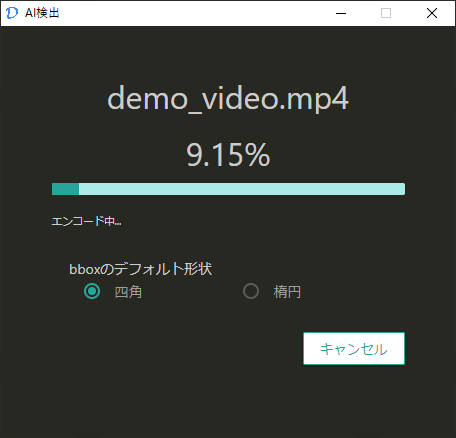 AI検出
demo_video.mp4
9.15%
エンコード中...
bboxのデフォルト形状
四角 楕円
キャンセル